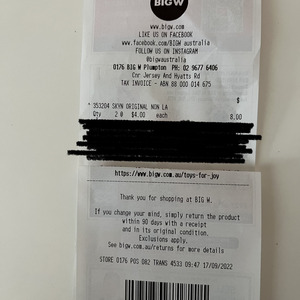 BIG W
www.bigw.com
LIKE US ON FACEBOOK
www.facebook.com/BIGW australia
FOLLOW US ON INSTAGRAM
@bigwaustralia
0176 BIG W Plumpton PH: 02 9677 6406
Cnr Jersey And Hyatts Rd
TAX INVOICE - ABN 88 000 014 675
$
* 353204 SKYN ORIGINAL NON LA
Qty 2 @ $4.00 each 8.00
https://www.bigw.com.au/toys-for-joy
Thank you for shopping at BIG W.
If you change your mind, simply return the product
within 90 days with a receipt
and in its original condition.
Exclusions apply.
See bigw.com.au/returns for more details
STORE 0176 POS 082 TRANS 4533 09:47 17/09/2022